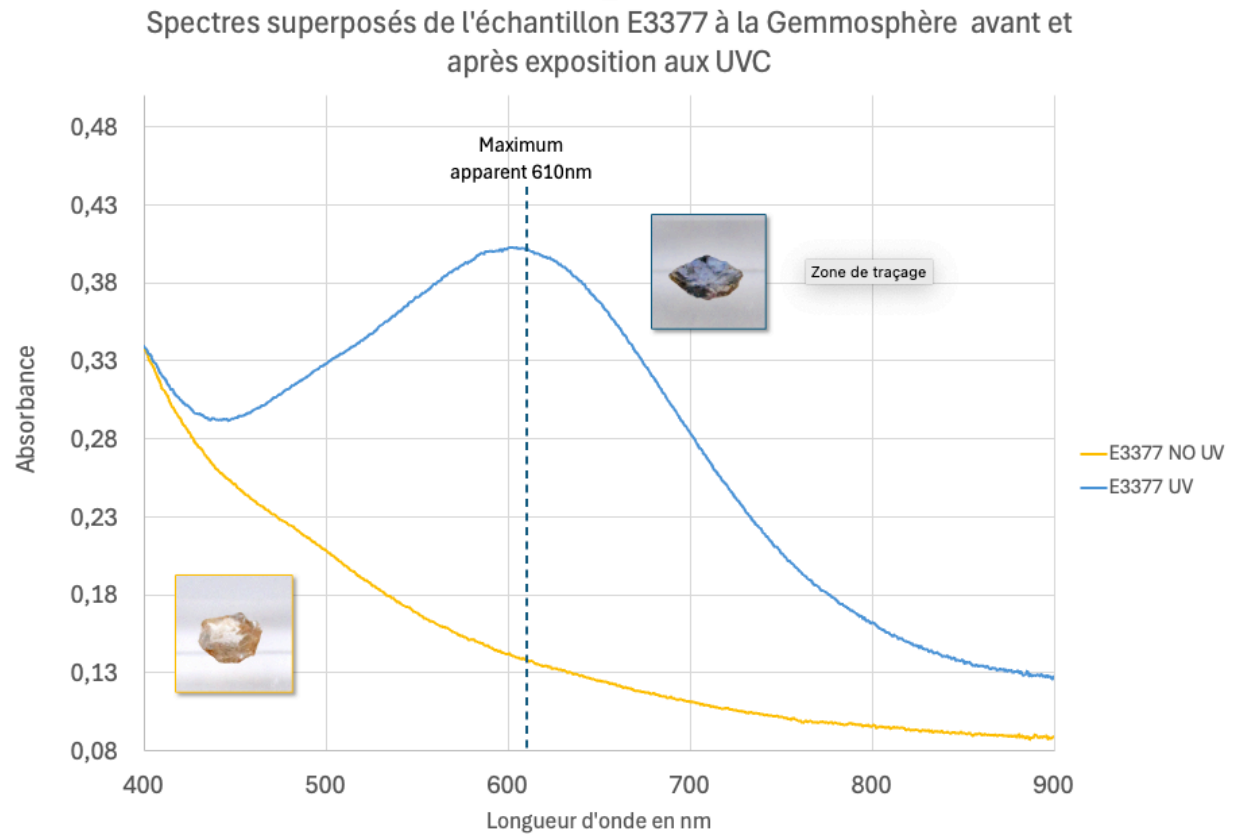 Spectres superposés de l'échantillon E3377 à la Gemmosphère avant et
après exposition aux UVC
Maximum
apparent 610nm
Zone de traçage
Absorbance
0,48
0,43
0,38
0,33
0,28
0,23
0,18
0,13
0,08
E3377 NO UV
E3377 UV
400 500 600 700 800 900
Longueur d'onde en nm